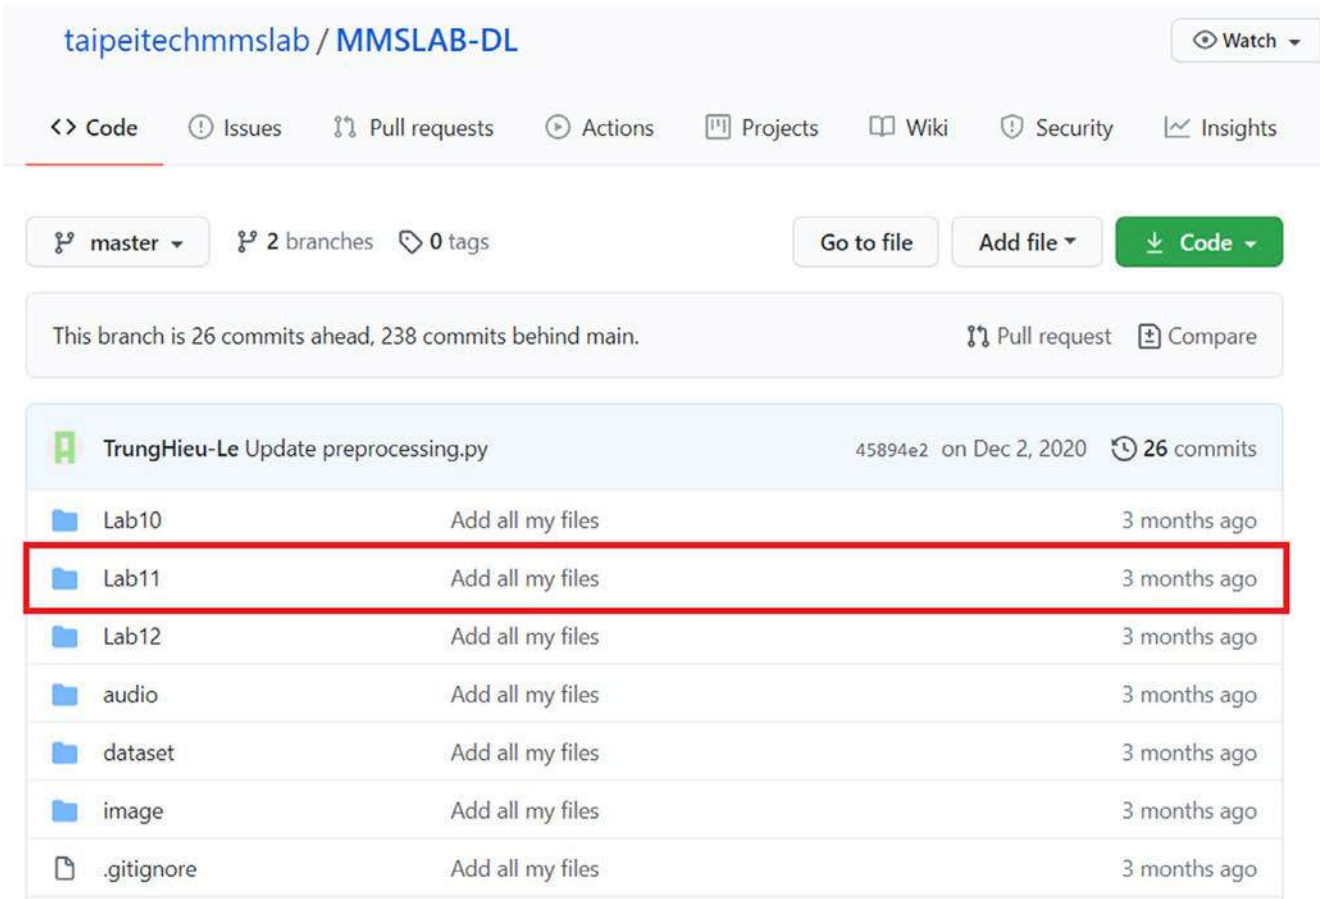 taipeitechmmslab / MMSLAB-DL Watch
Code Issues Pull requests Actions Projects Wiki Security Insights
master 2 branches 0 tags Go to file Add file Code
This branch is 26 commits ahead, 238 commits behind main. Pull request Compare
TrungHieu-Le Update preprocessing.py 45894e2 on Dec 2, 2020 26 commits
Lab10 Add all my files 3 months ago
Lab11 Add all my files 3 months ago
Lab12 Add all my files 3 months ago
audio Add all my files 3 months ago
dataset Add all my files 3 months ago
image Add all my files 3 months ago
.gitignore Add all my files 3 months ago